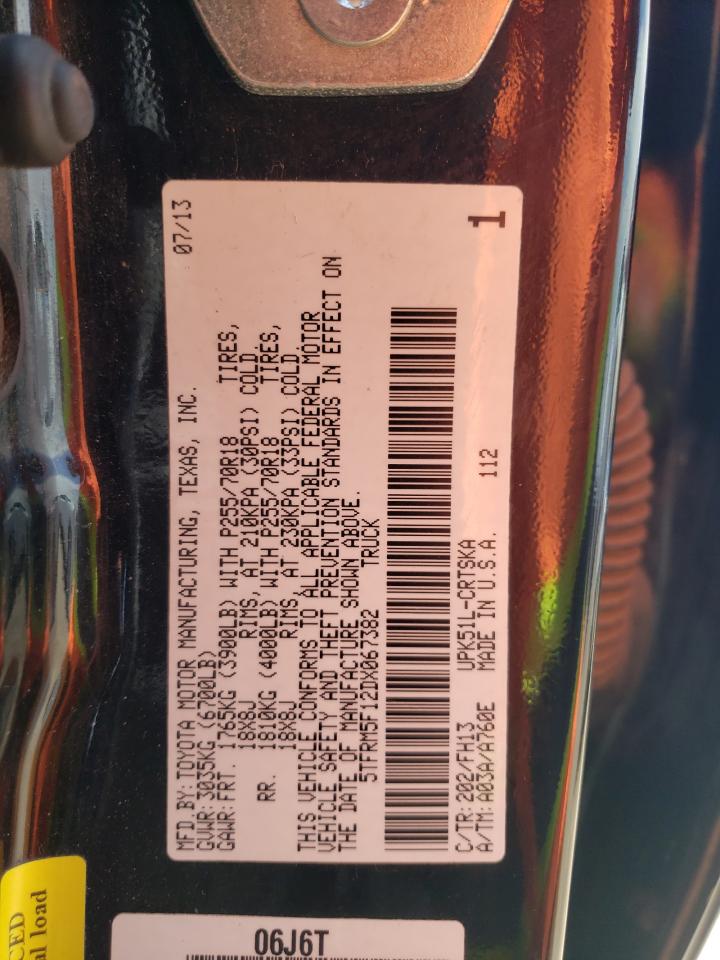 MFD.BY:TOYOTA MOTOR MANUFACTURING, TEXAS, INC. 07/13
GVWR:3035KG (6700LB)
GAWR:FRT. 1765KG (3900LB) WITH P255/70R18 TIRES,
18X8J RIMS, AT 210KPA (30PSI) COLD.
RR. 1810KG (4000LB) WITH P255/70R18 TIRES,
18X8J RIMS, AT 230KPA (33PSI) COLD.
THIS VEHICLE CONFORMS TO ALL APPLICABLE FEDERAL MOTOR
VEHICLE SAFETY AND THEFT PREVENTION STANDARDS IN EFFECT ON
THE DATE OF MANUFACTURE SHOWN ABOVE.
5TFRM5F12DX067382 TRUCK
C/TR:202/FH13 UPK51L-CRTSKA
A/TM:A03A/A760E MADE IN U.S.A. 112
1
06J6T
CED
al load